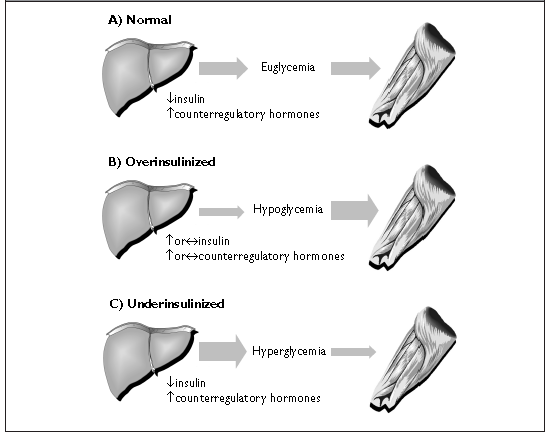 A) Normal
Euglycemia
↓insulin
↑counterregulatory hormones
B) Overinsulinized
Hypoglycemia
↑or↔insulin
↑or↔counterregulatory hormones
C) Underinsulinized
Hyperglycemia
↓insulin
↑counterregulatory hormones